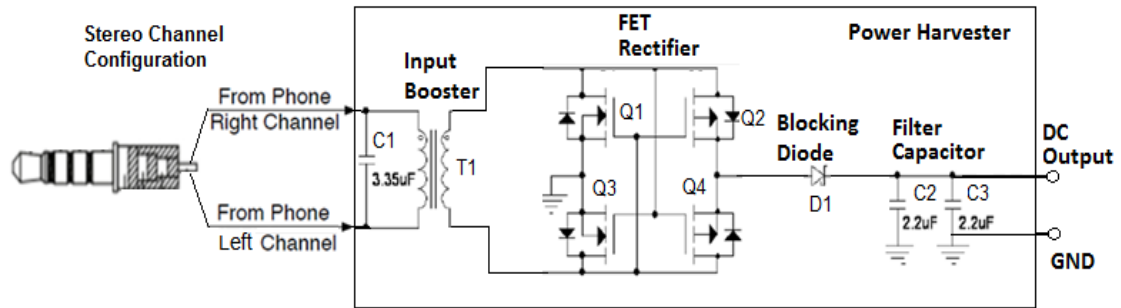 Stereo Channel
Configuration
From Phone
Right Channel
From Phone
Left Channel
C1
3.35uF
Input
Booster
T1
FET
Rectifier
Power Harvester
Q1
Q2
Q3
Q4
Blocking
Diode
D1
Filter
Capacitor
C2
2.2uF
C3
2.2uF
DC
Output
GND